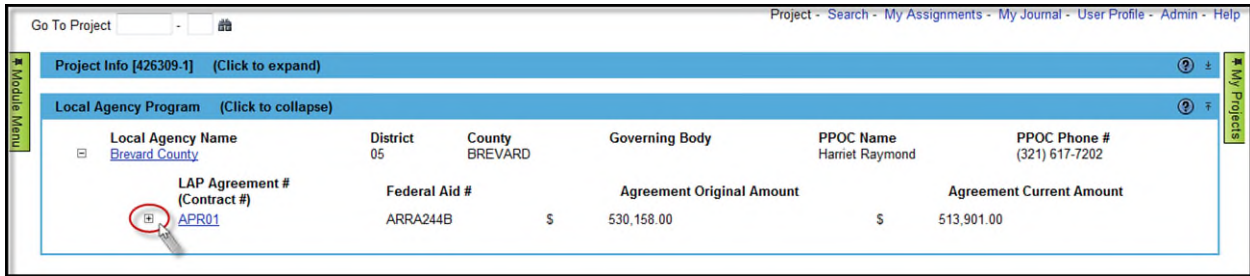 Go To Project - Project - Search - My Assignments - My Journal - User Profile - Admin - Help
Module Menu
Project Info [426309-1] (Click to expand)
My Projects
Local Agency Program (Click to collapse)
Local Agency Name District County Governing Body PPOC Name PPOC Phone #
Brevard County 05 BREVARD Harriet Raymond (321) 617-7202
LAP Agreement # (Contract #) Federal Aid # Agreement Original Amount Agreement Current Amount
APR01 ARRA244B $ 530,158.00 $ 513,901.00